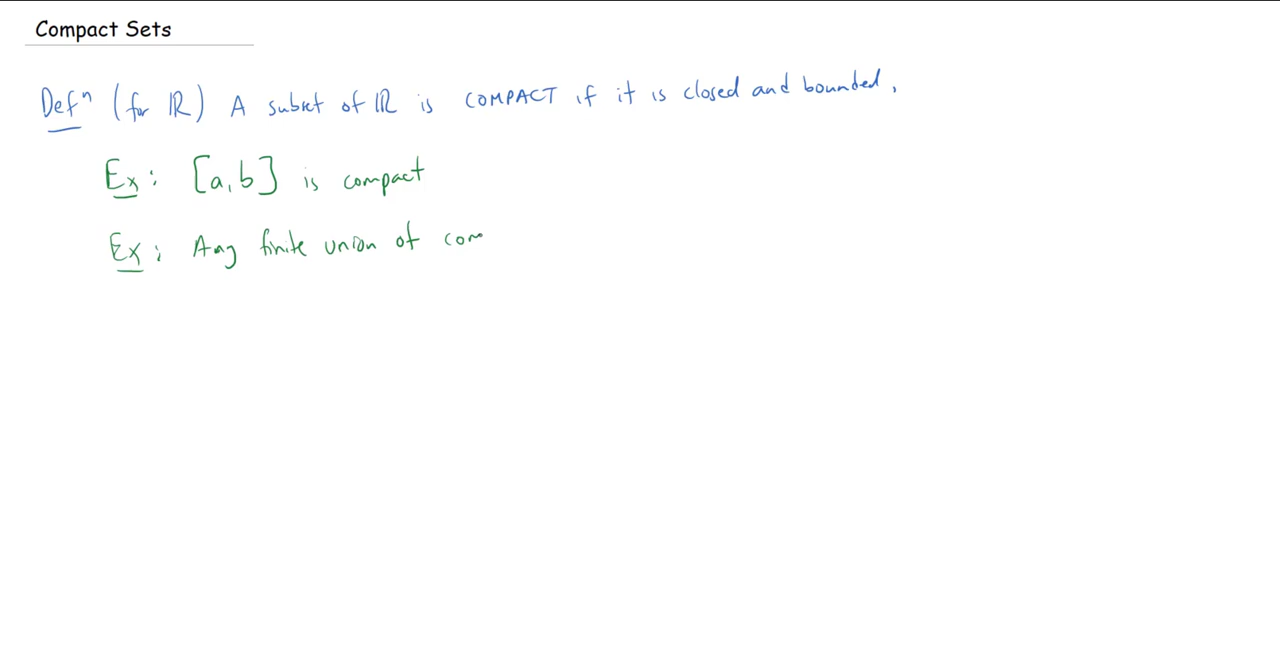 Compact Sets
Defⁿ (for ℝ) A subset of ℝ is COMPACT if it is closed and bounded.
Ex: [a,b] is compact
Ex: Any finite union of com